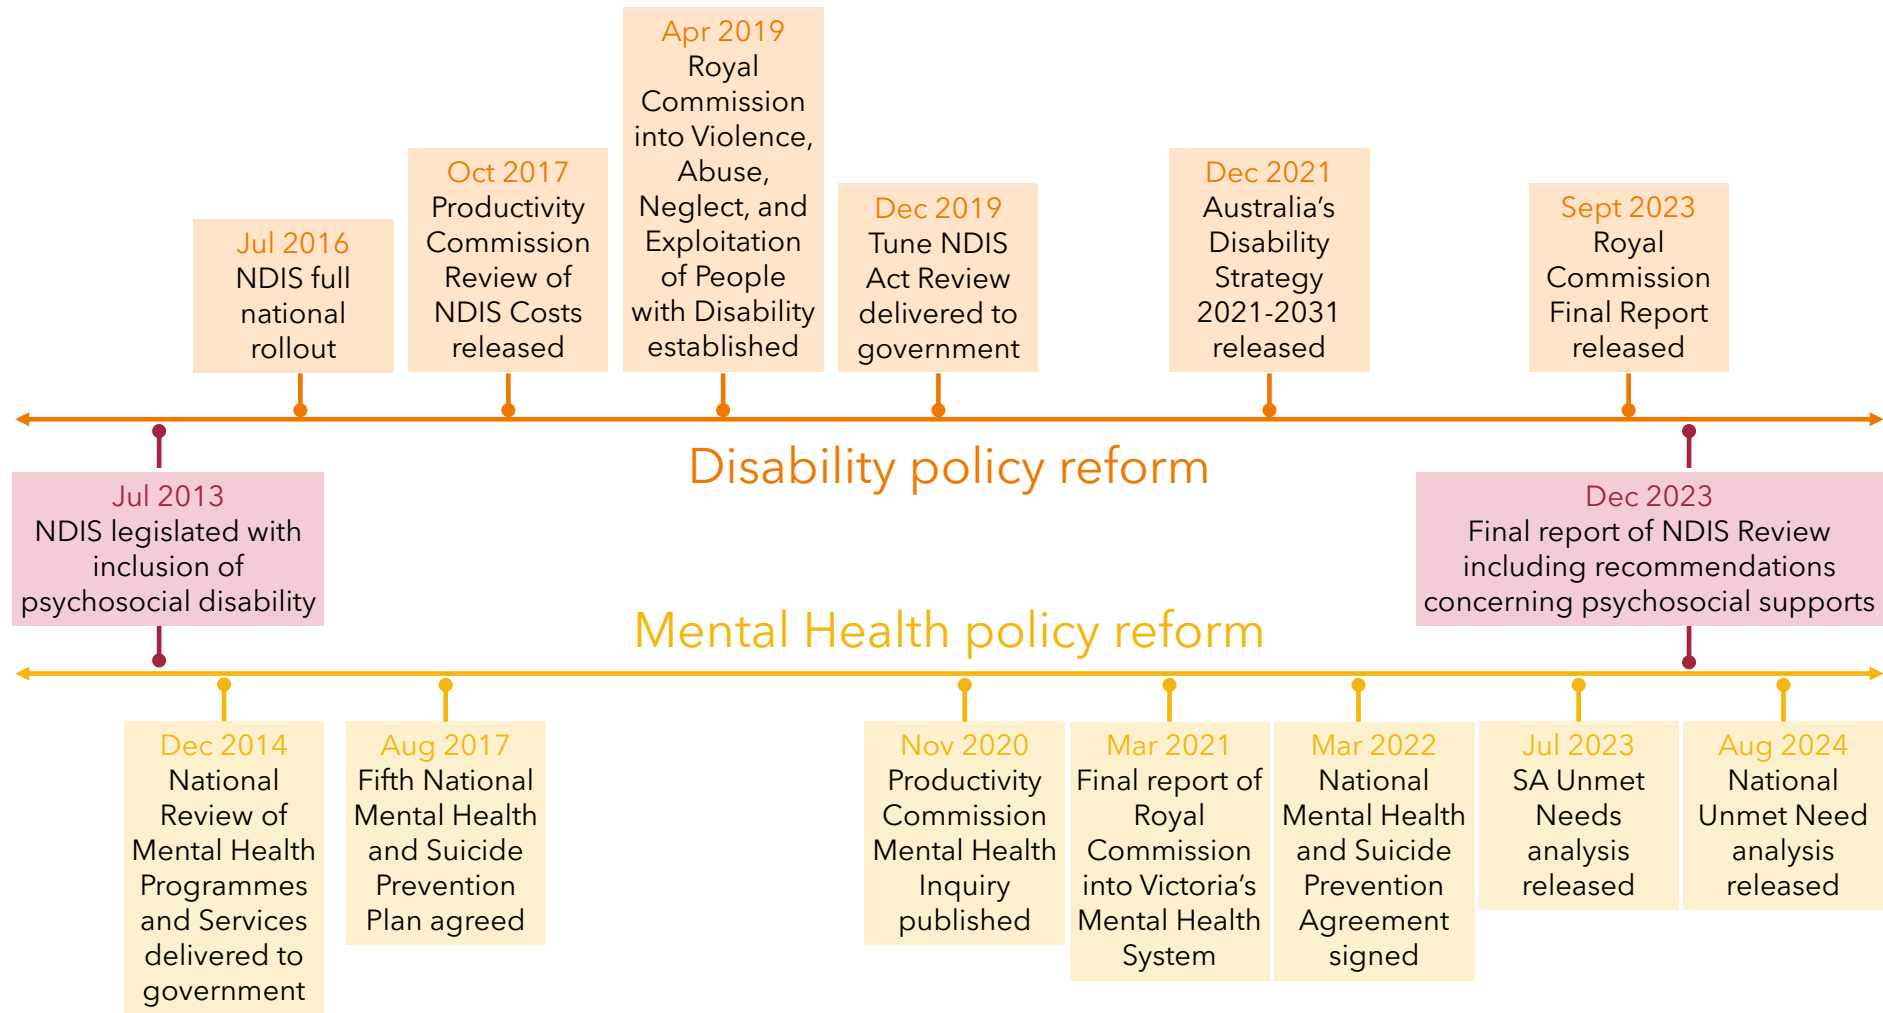 Jul 2016
NDIS full
national
rollout
Oct 2017
Productivity
Commission
Review of
NDIS Costs
released
Apr 2019
Royal
Commission
into Violence,
Abuse,
Neglect, and
Exploitation
of People
with Disability
established
Dec 2019
Tune NDIS
Act Review
delivered to
government
Dec 2021
Australia’s
Disability
Strategy
2021-2031
released
Sept 2023
Royal
Commission
Final Report
released
Disability policy reform
Jul 2013
NDIS legislated with
inclusion of
psychosocial disability
Dec 2023
Final report of NDIS Review
including recommendations
concerning psychosocial supports
Mental Health policy reform
Dec 2014
National
Review of
Mental Health
Programmes
and Services
delivered to
government
Aug 2017
Fifth National
Mental Health
and Suicide
Prevention
Plan agreed
Nov 2020
Productivity
Commission
Mental Health
Inquiry
published
Mar 2021
Final report of
Royal
Commission
into Victoria’s
Mental Health
System
Mar 2022
National
Mental Health
and Suicide
Prevention
Agreement
signed
Jul 2023
SA Unmet
Needs
analysis
released
Aug 2024
National
Unmet Need
analysis
released